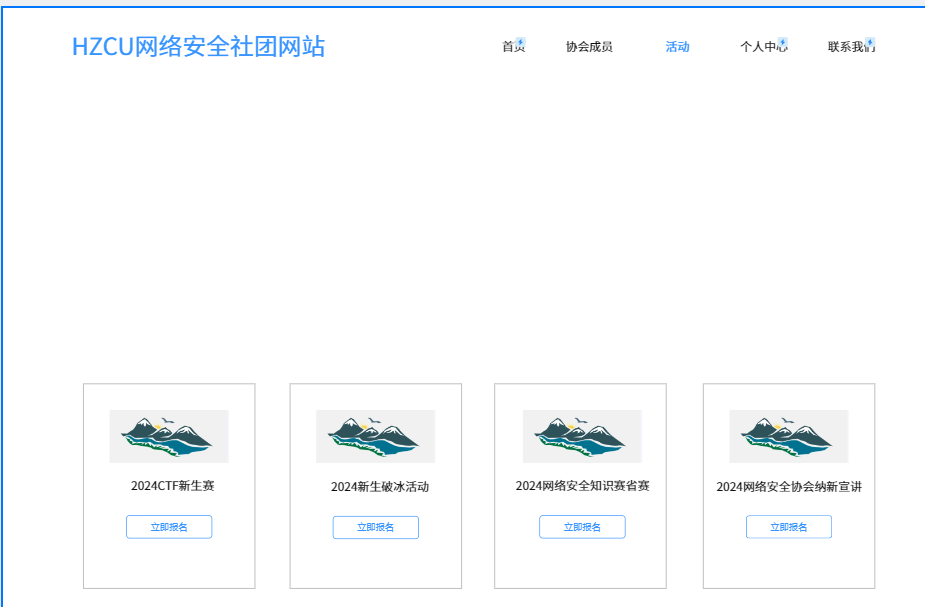 HZCU网络安全社团网站
首页 协会成员 活动 个人中心 联系我们
2024CTF新生赛 2024新生破冰活动 2024网络安全知识赛省赛 2024网络安全协会纳新宣讲
立即报名 立即报名 立即报名 立即报名